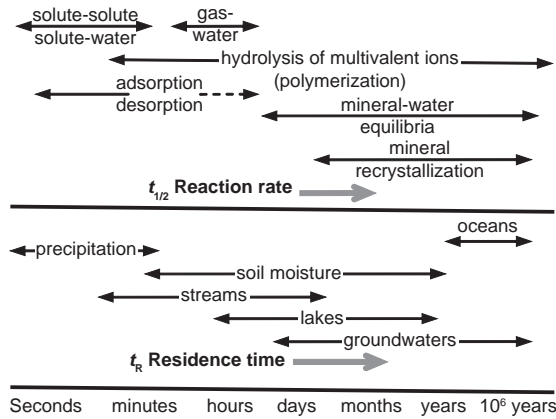 solute-solute
solute-water
gas-
water
hydrolysis of multivalent ions
(polymerization)
adsorption
desorption
mineral-water
equilibria
mineral
recrystallization
t1/2 Reaction rate
oceans
precipitation
soil moisture
streams
lakes
groundwaters
tR Residence time
Seconds minutes hours days months years 10⁶ years